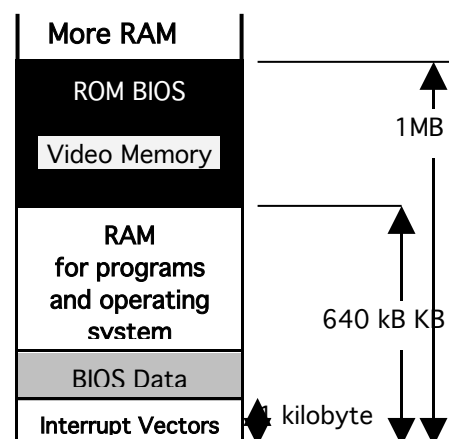 More RAM
ROM BIOS
1MB
Video Memory
RAM
for programs
and operating
system
640 kB KB
BIOS Data
kilobyte
Interrupt Vectors